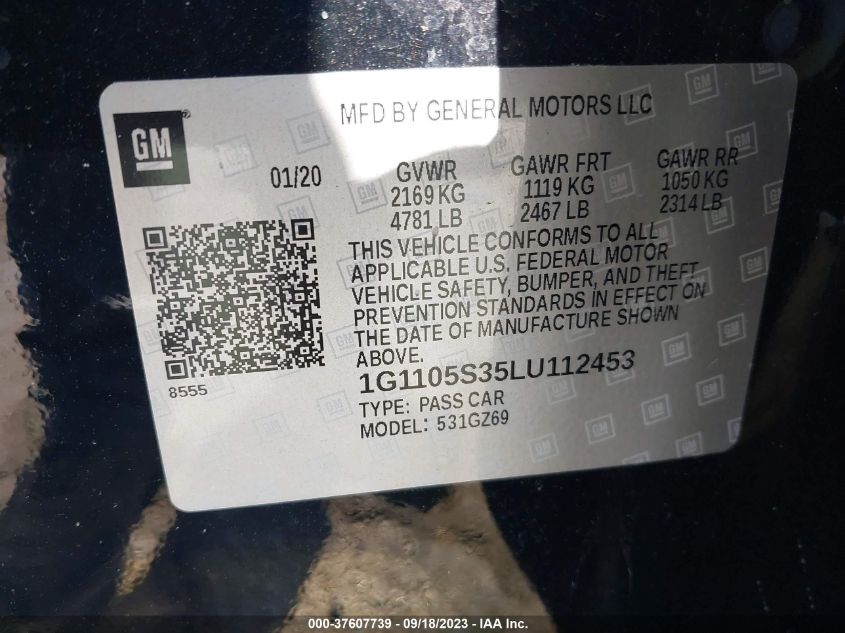 GM
MFD BY GENERAL MOTORS LLC
01/20
GVWR
2169 KG
4781 LB
GAWR FRT
1119 KG
2467 LB
GAWR RR
1050 KG
2314 LB
THIS VEHICLE CONFORMS TO ALL
APPLICABLE U.S. FEDERAL MOTOR
VEHICLE SAFETY, BUMPER, AND THEFT
PREVENTION STANDARDS IN EFFECT ON
THE DATE OF MANUFACTURE SHOWN
ABOVE.
8555
1G1105S35LU112453
TYPE: PASS CAR
MODEL: 531GZ69
000-37607739 - 09/18/2023 - IAA Inc.